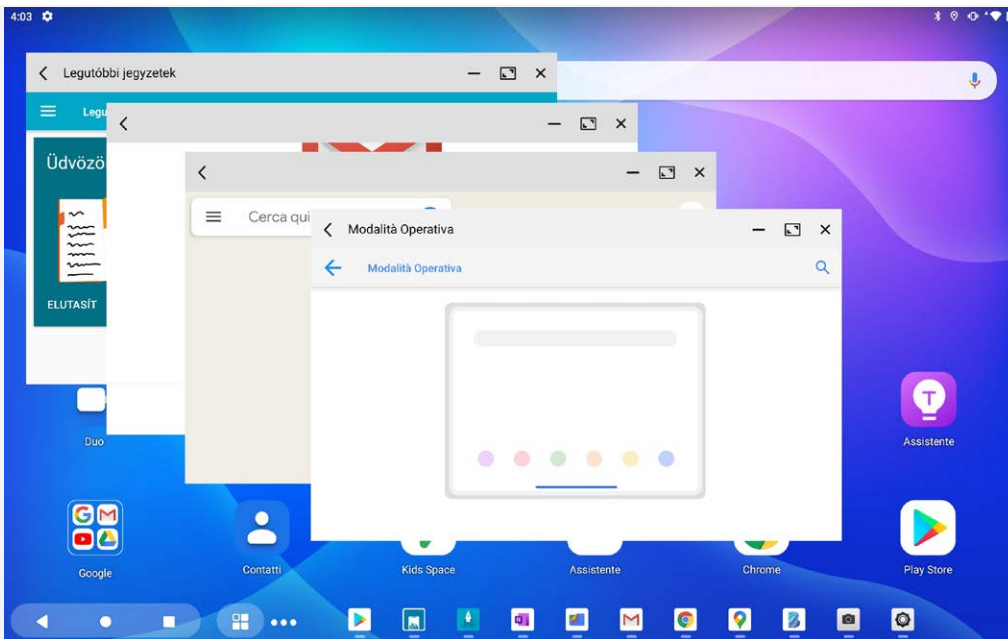 4:03
Legutóbbi jegyzetek
Legu
Üdvözö
Cerca qui
Modalità Operativa
Modalità Operativa
ELUTASÍT
Duo
T
Assistente
Google
Contatti
Kids Space
Assistente
Chrome
Play Store